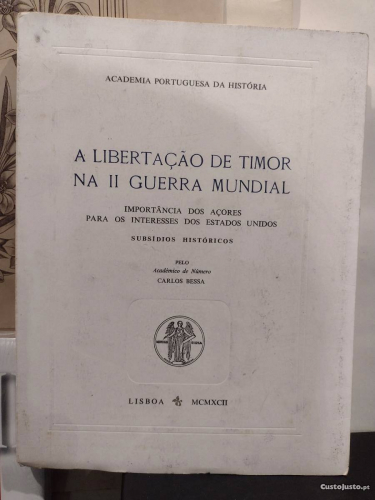 ACADEMIA PORTUGUESA DA HISTÓRIA
A LIBERTAÇÃO DE TIMOR
NA II GUERRA MUNDIAL
IMPORTÂNCIA DOS AÇORES
PARA OS INTERESSES DOS ESTADOS UNIDOS
SUBSÍDIOS HISTÓRICOS
PELO
Académico de Número
CARLOS BESSA
LISBOA MCMXCII
CustoJusto.pt